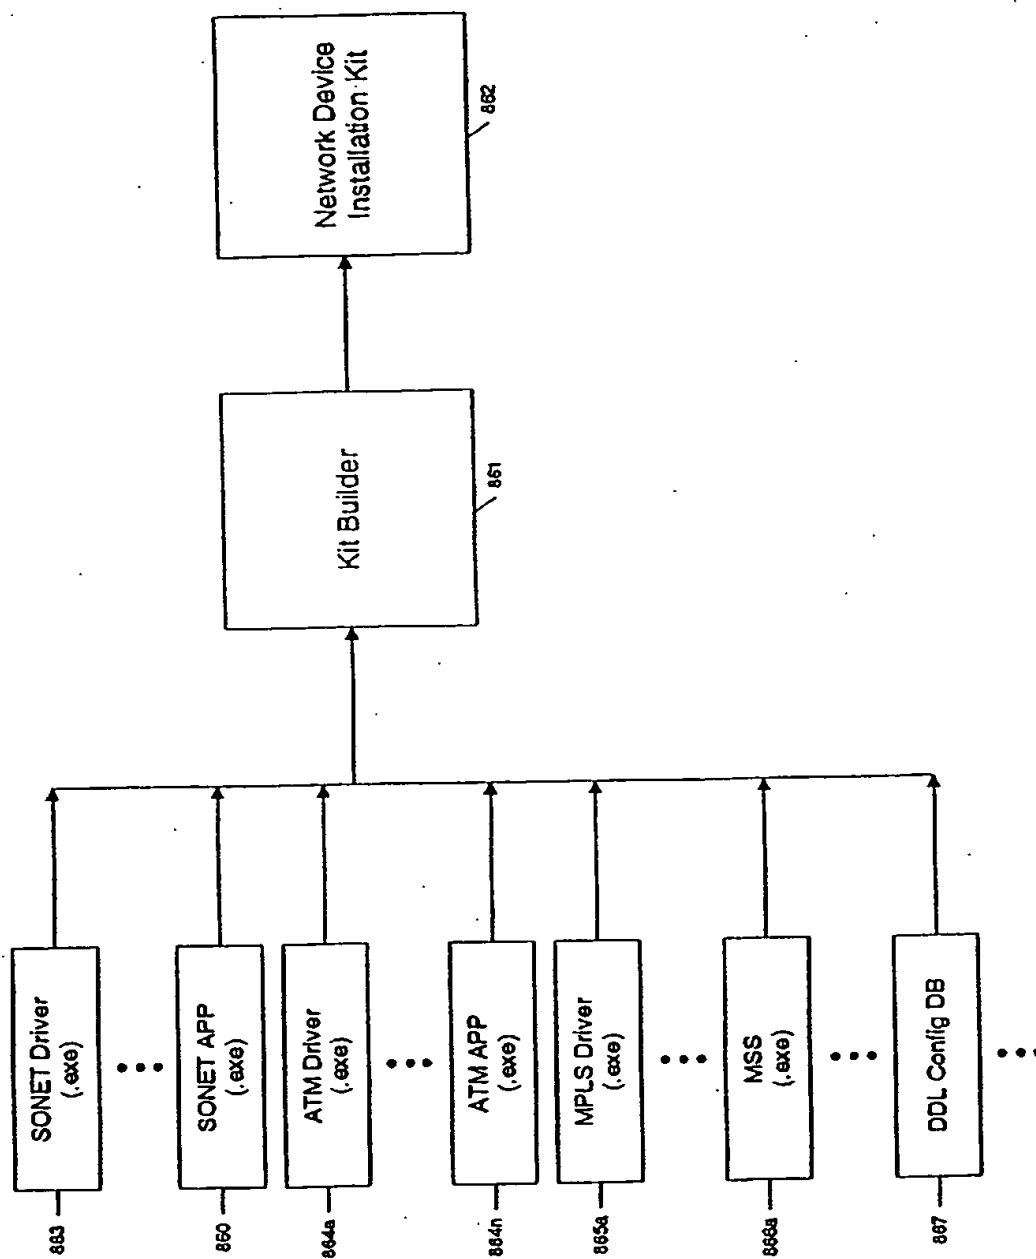 863
SONET Driver
(.exe)
860
SONET APP
(.exe)
864a
ATM Driver
(.exe)
864n
ATM APP
(.exe)
865a
MPLS Driver
(.exe)
866a
MSS
(.exe)
867
DDL Config DB
Kit Builder
861
Network Device
Installation Kit
862